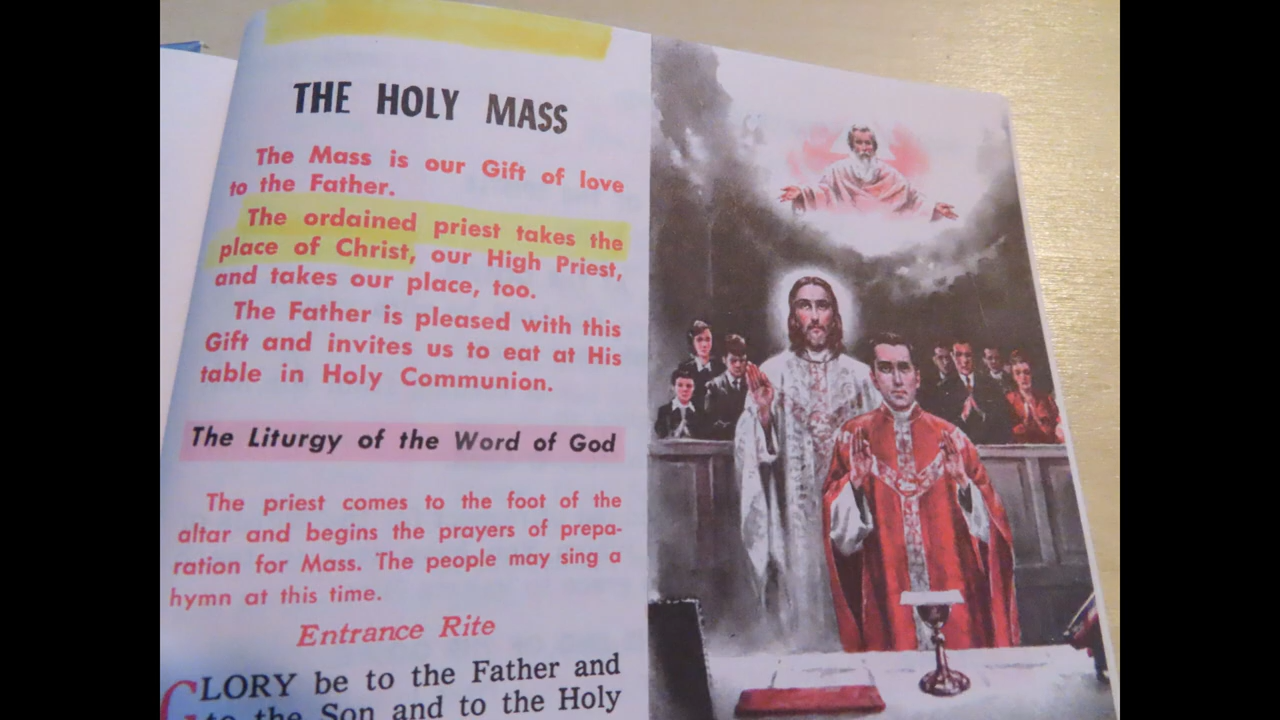 THE HOLY MASS
The Mass is our Gift of love
to the Father.
The ordained priest takes the
place of Christ, our High Priest,
and takes our place, too.
The Father is pleased with this
Gift and invites us to eat at His
table in Holy Communion.
The Liturgy of the Word of God
The priest comes to the foot of the
altar and begins the prayers of prepa-
ration for Mass. The people may sing a
hymn at this time.
Entrance Rite
GLORY be to the Father and
to the Son and to the Holy